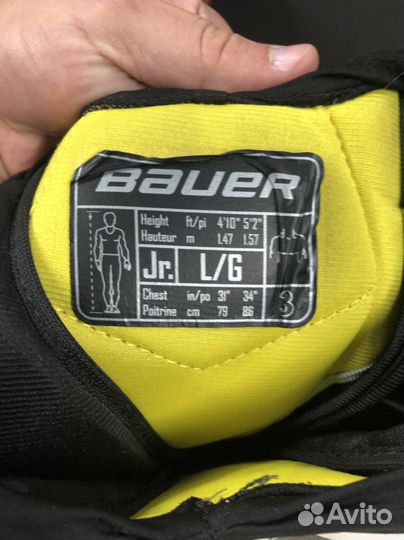 BAUER
Height ft/pi 4'10" 5'2"
Hauteur m 1.47 1.57
Jr. L/G
Chest in/po 31" 34"
Poitrine cm 79 86
3
Avito